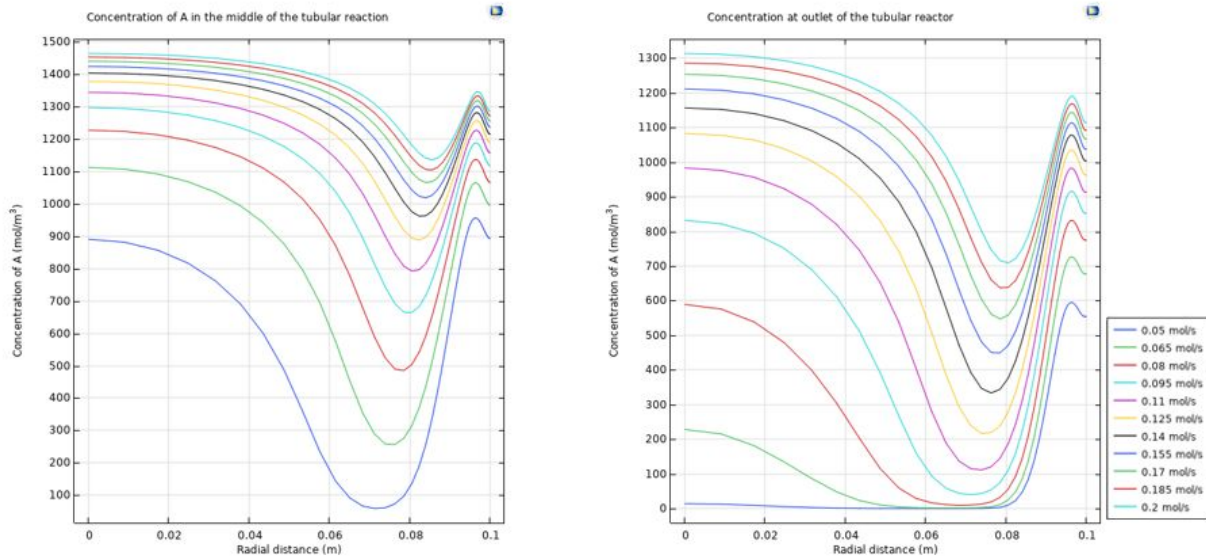 Concentration of A in the middle of the tubular reaction
Concentration of A (mol/m³)
1500
1400
1300
1200
1100
1000
900
800
700
600
500
400
300
200
100
0
0.02
0.04
0.06
0.08
0.1
Radial distance (m)
Concentration at outlet of the tubular reactor
Concentration of A (mol/m³)
1300
1200
1100
1000
900
800
700
600
500
400
300
200
100
0
0
0.02
0.04
0.06
0.08
0.1
Radial distance (m)
0.05 mol/s
0.065 mol/s
0.08 mol/s
0.095 mol/s
0.11 mol/s
0.125 mol/s
0.14 mol/s
0.155 mol/s
0.17 mol/s
0.185 mol/s
0.2 mol/s